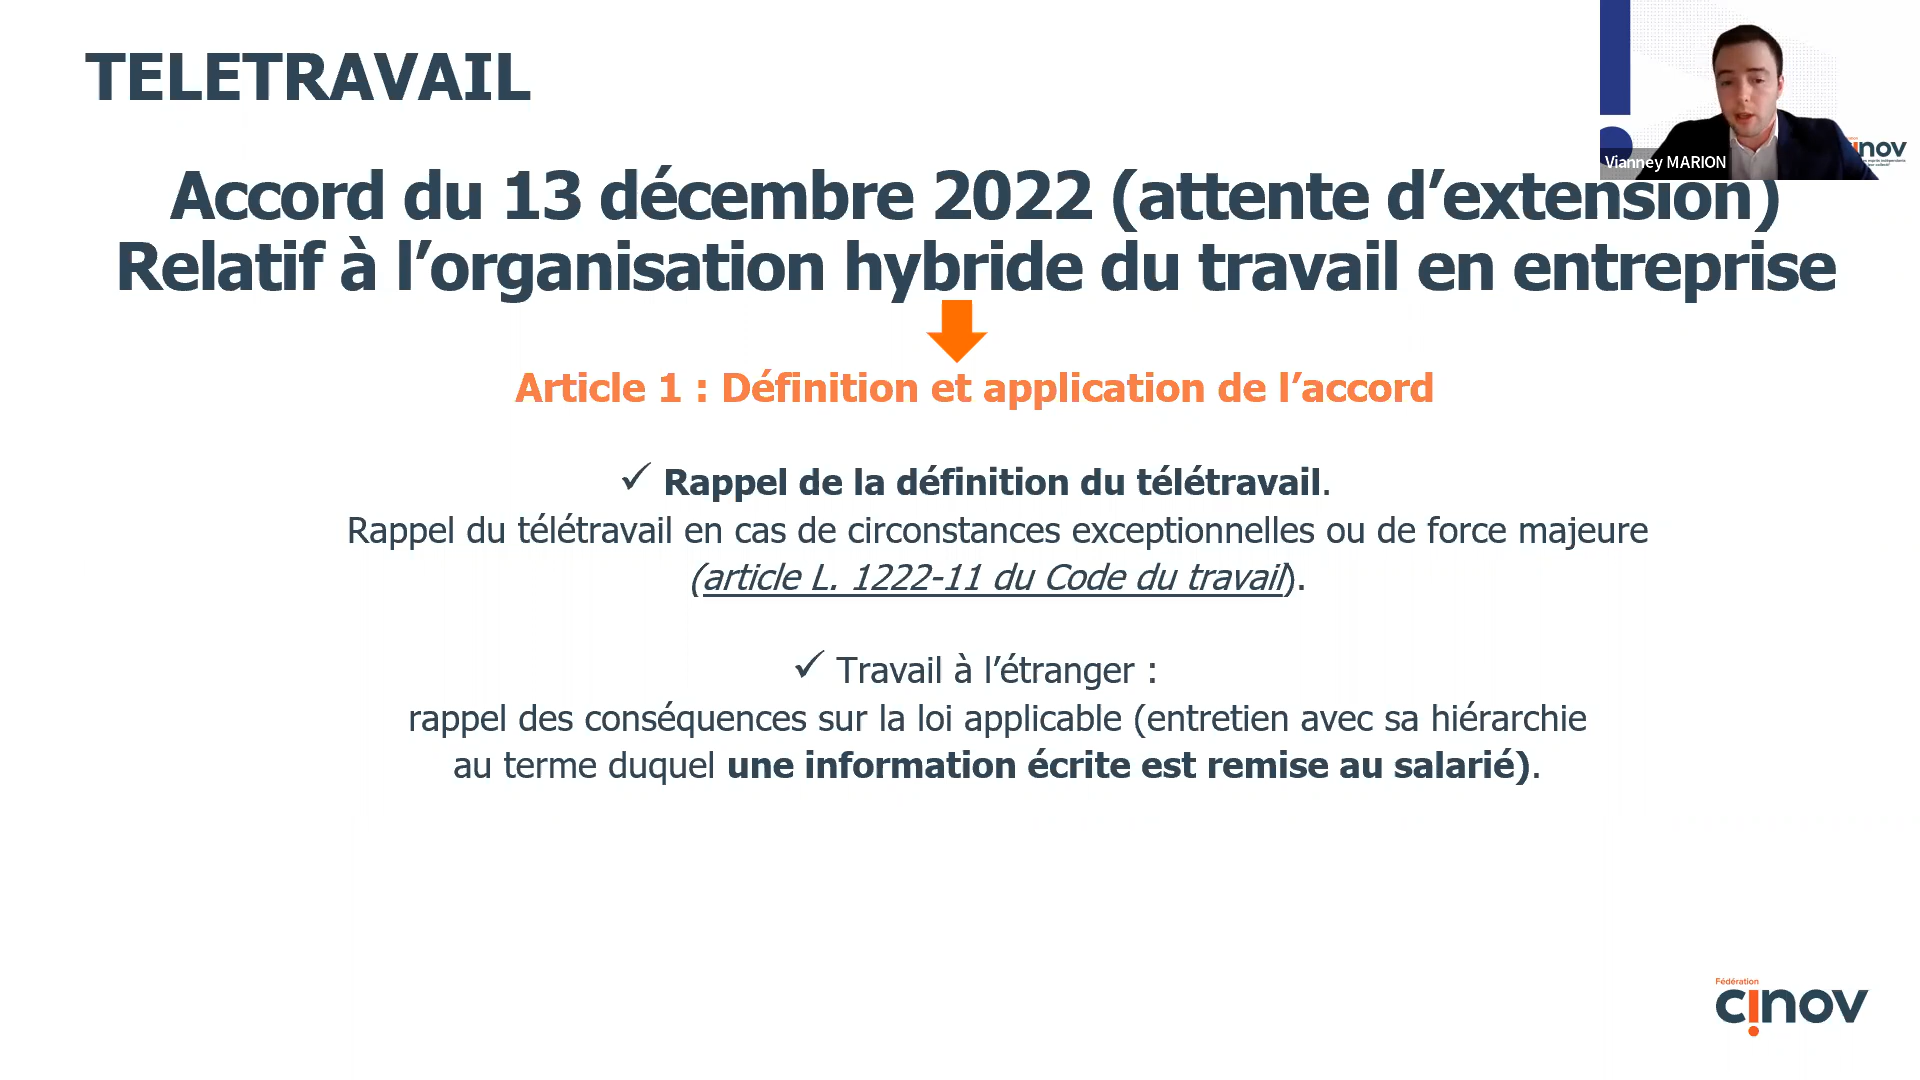 TELETRAVAIL
Vianney MARION
Accord du 13 décembre 2022 (attente d’extension)
Relatif à l’organisation hybride du travail en entreprise
Article 1 : Définition et application de l’accord
✓ Rappel de la définition du télétravail.
Rappel du télétravail en cas de circonstances exceptionnelles ou de force majeure
(article L. 1222-11 du Code du travail).
✓ Travail à l’étranger :
rappel des conséquences sur la loi applicable (entretien avec sa hiérarchie
au terme duquel une information écrite est remise au salarié).
Fédération
cinov